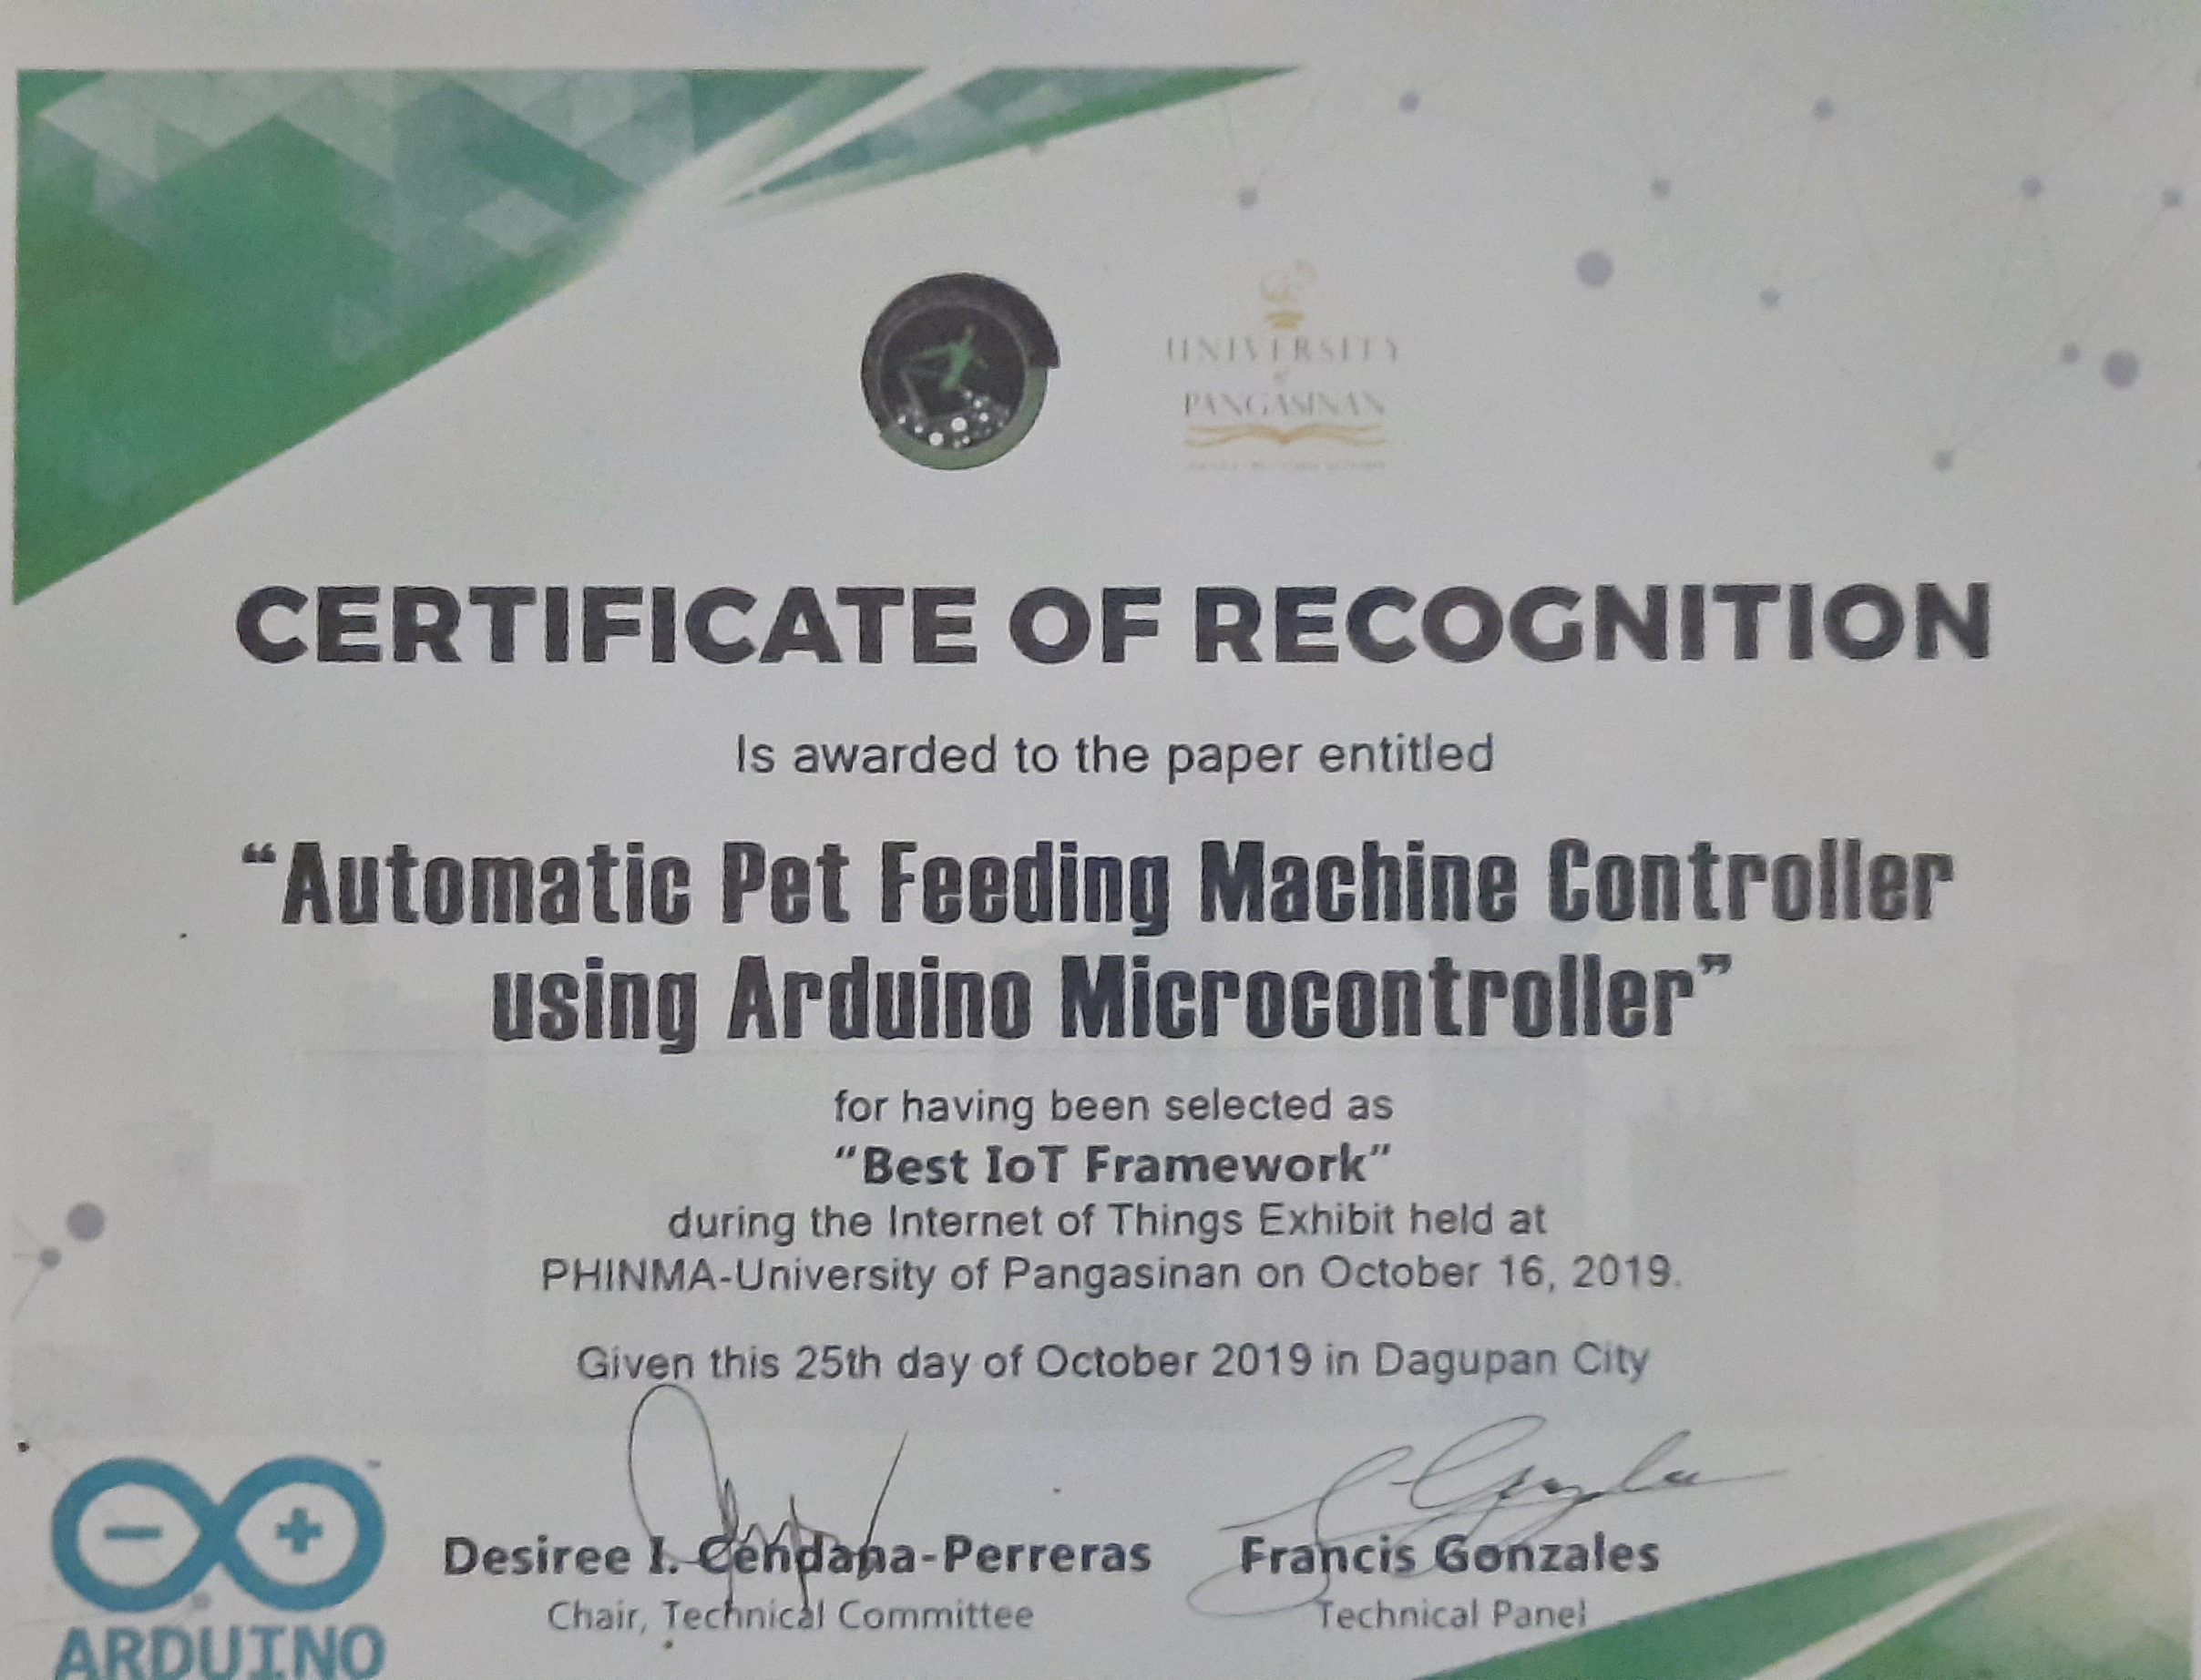 UNIVERSITY
of
PANGASINAN
CERTIFICATE OF RECOGNITION
Is awarded to the paper entitled
“Automatic Pet Feeding Machine Controller
using Arduino Microcontroller”
for having been selected as
“Best IoT Framework”
during the Internet of Things Exhibit held at
PHINMA-University of Pangasinan on October 16, 2019.
Given this 25th day of October 2019 in Dagupan City
Desiree I. Cendana-Perreras
Chair, Technical Committee
Francis Gonzales
Technical Panel
ARDUINO